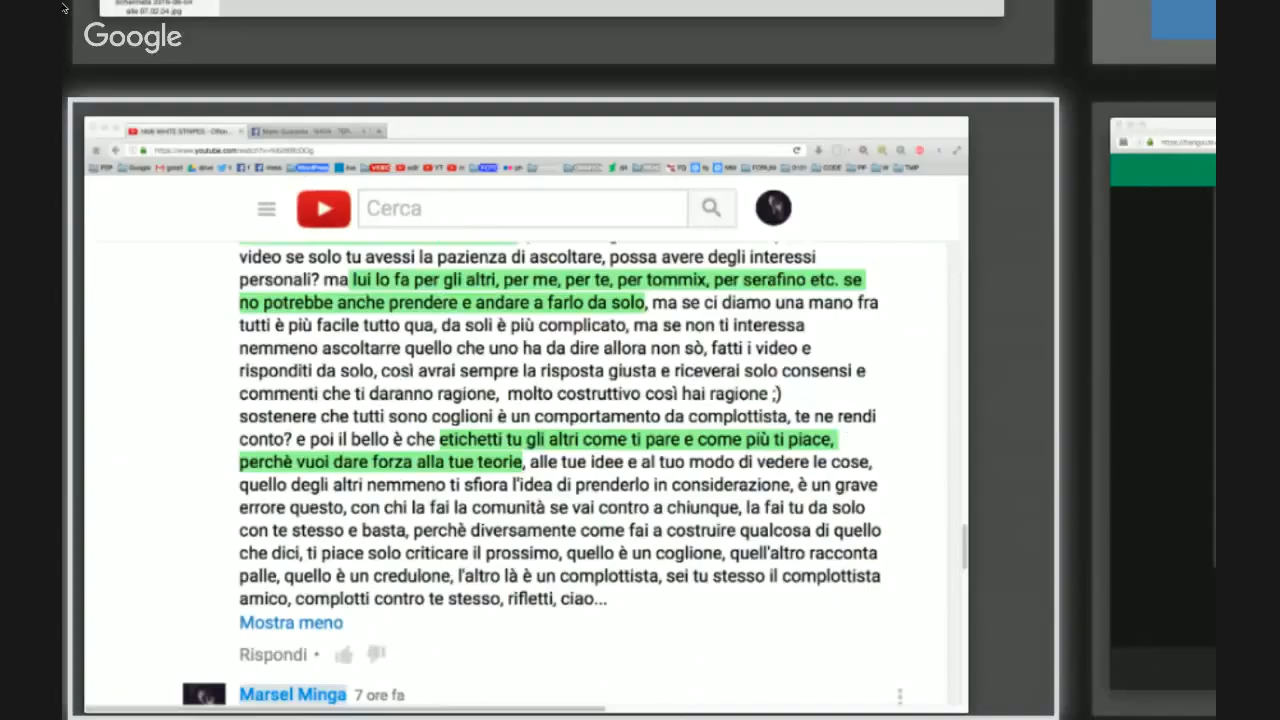 alle 07.02.04 .jpg
Google
Cerca
video se solo tu avessi la pazienza di ascoltare, possa avere degli interessi
personali? ma lui lo fa per gli altri, per me, per te, per tommix, per serafino etc. se
no potrebbe anche prendere e andare a farlo da solo, ma se ci diamo una mano fra
tutti è più facile tutto qua, da soli è più complicato, ma se non ti interessa
nemmeno ascoltarre quello che uno ha da dire allora non sò, fatti i video e
risponditi da solo, così avrai sempre la risposta giusta e riceverai solo consensi e
commenti che ti daranno ragione, molto costruttivo così hai ragione ;)
sostenere che tutti sono coglioni è un comportamento da complottista, te ne rendi
conto? e poi il bello è che etichetti tu gli altri come ti pare e come più ti piace,
perchè vuoi dare forza alla tue teorie, alle tue idee e al tuo modo di vedere le cose,
quello degli altri nemmeno ti sfiora l'idea di prenderlo in considerazione, è un grave
errore questo, con chi la fai la comunità se vai contro a chiunque, la fai tu da solo
con te stesso e basta, perchè diversamente come fai a costruire qualcosa di quello
che dici, ti piace solo criticare il prossimo, quello è un coglione, quell'altro racconta
palle, quello è un credulone, l'altro là è un complottista, sei tu stesso il complottista
amico, complotti contro te stesso, rifletti, ciao...
Mostra meno
Rispondi •
Marsel Minga 7 ore fa